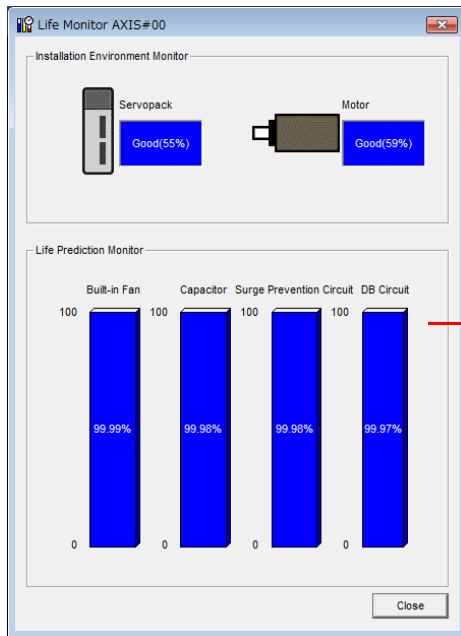 Life Monitor AXIS#00
Installation Environment Monitor
Servopack
Motor
Good(55%)
Good(59%)
Life Prediction Monitor
Built-in Fan Capacitor Surge Prevention Circuit DB Circuit
100 100 100 100
99.99% 99.98% 99.98% 99.97%
0 0 0 0
Close